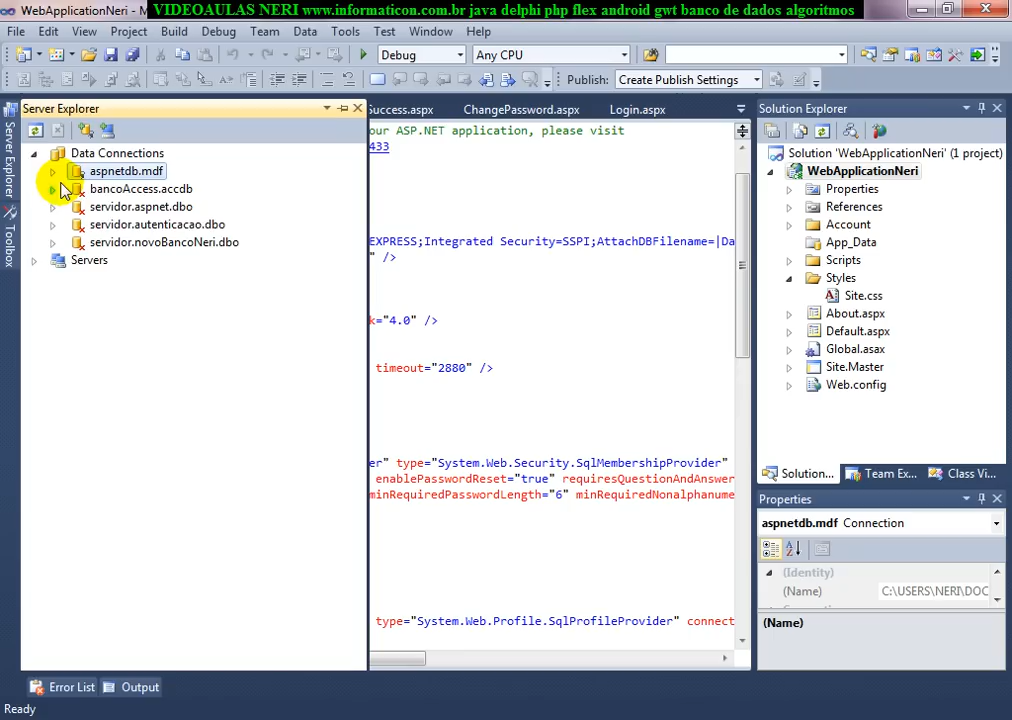 WebApplicationNeri - M
VIDEOAULAS NERI www.informaticon.com.br java delphi php flex android gwt banco de dados algoritmos
File Edit View Project Build Debug Team Data Tools Test Window Help
Debug Any CPU
Publish: Create Publish Settings
Server Explorer
Toolbox
Server Explorer
Data Connections
aspnetdb.mdf
bancoAccess.accdb
servidor.aspnet.dbo
servidor.autenticacao.dbo
servidor.novoBancoNeri.dbo
Servers
Success.aspx ChangePassword.aspx Login.aspx
our ASP.NET application, please visit
433
EXPRESS;Integrated Security=SSPI;AttachDBFilename=|Da
" />
k="4.0" />
timeout="2880" />
er" type="System.Web.Security.SqlMembershipProvider"
enablePasswordReset="true" requiresQuestionAndAnswer
minRequiredPasswordLength="6" minRequiredNonalphanume
type="System.Web.Profile.SqlProfileProvider" connect
Solution Explorer
Solution 'WebApplicationNeri' (1 project)
WebApplicationNeri
Properties
References
Account
App_Data
Scripts
Styles
Site.css
About.aspx
Default.aspx
Global.asax
Site.Master
Web.config
Solution... Team Ex... Class Vi...
Properties
aspnetdb.mdf Connection
(Identity)
(Name) C:\USERS\NERI\DOC
(Name)
Error List Output
Ready